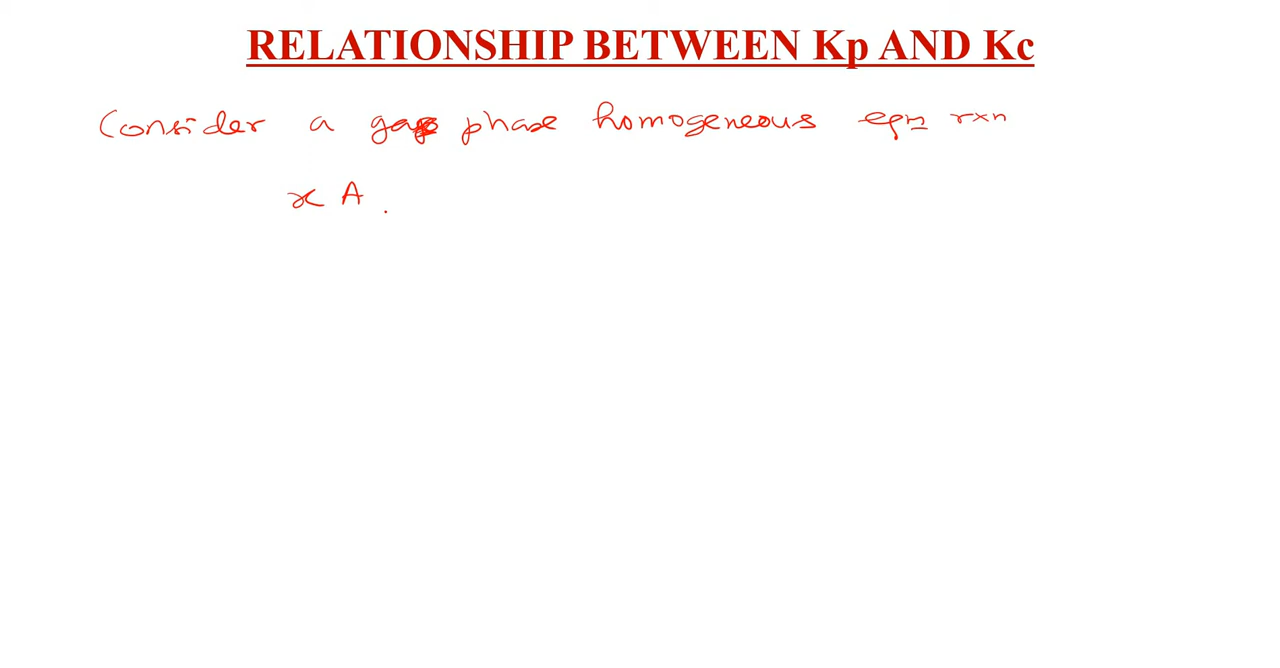 RELATIONSHIP BETWEEN Kp AND Kc
Consider a gas phase homogeneous eqm rxn
x A